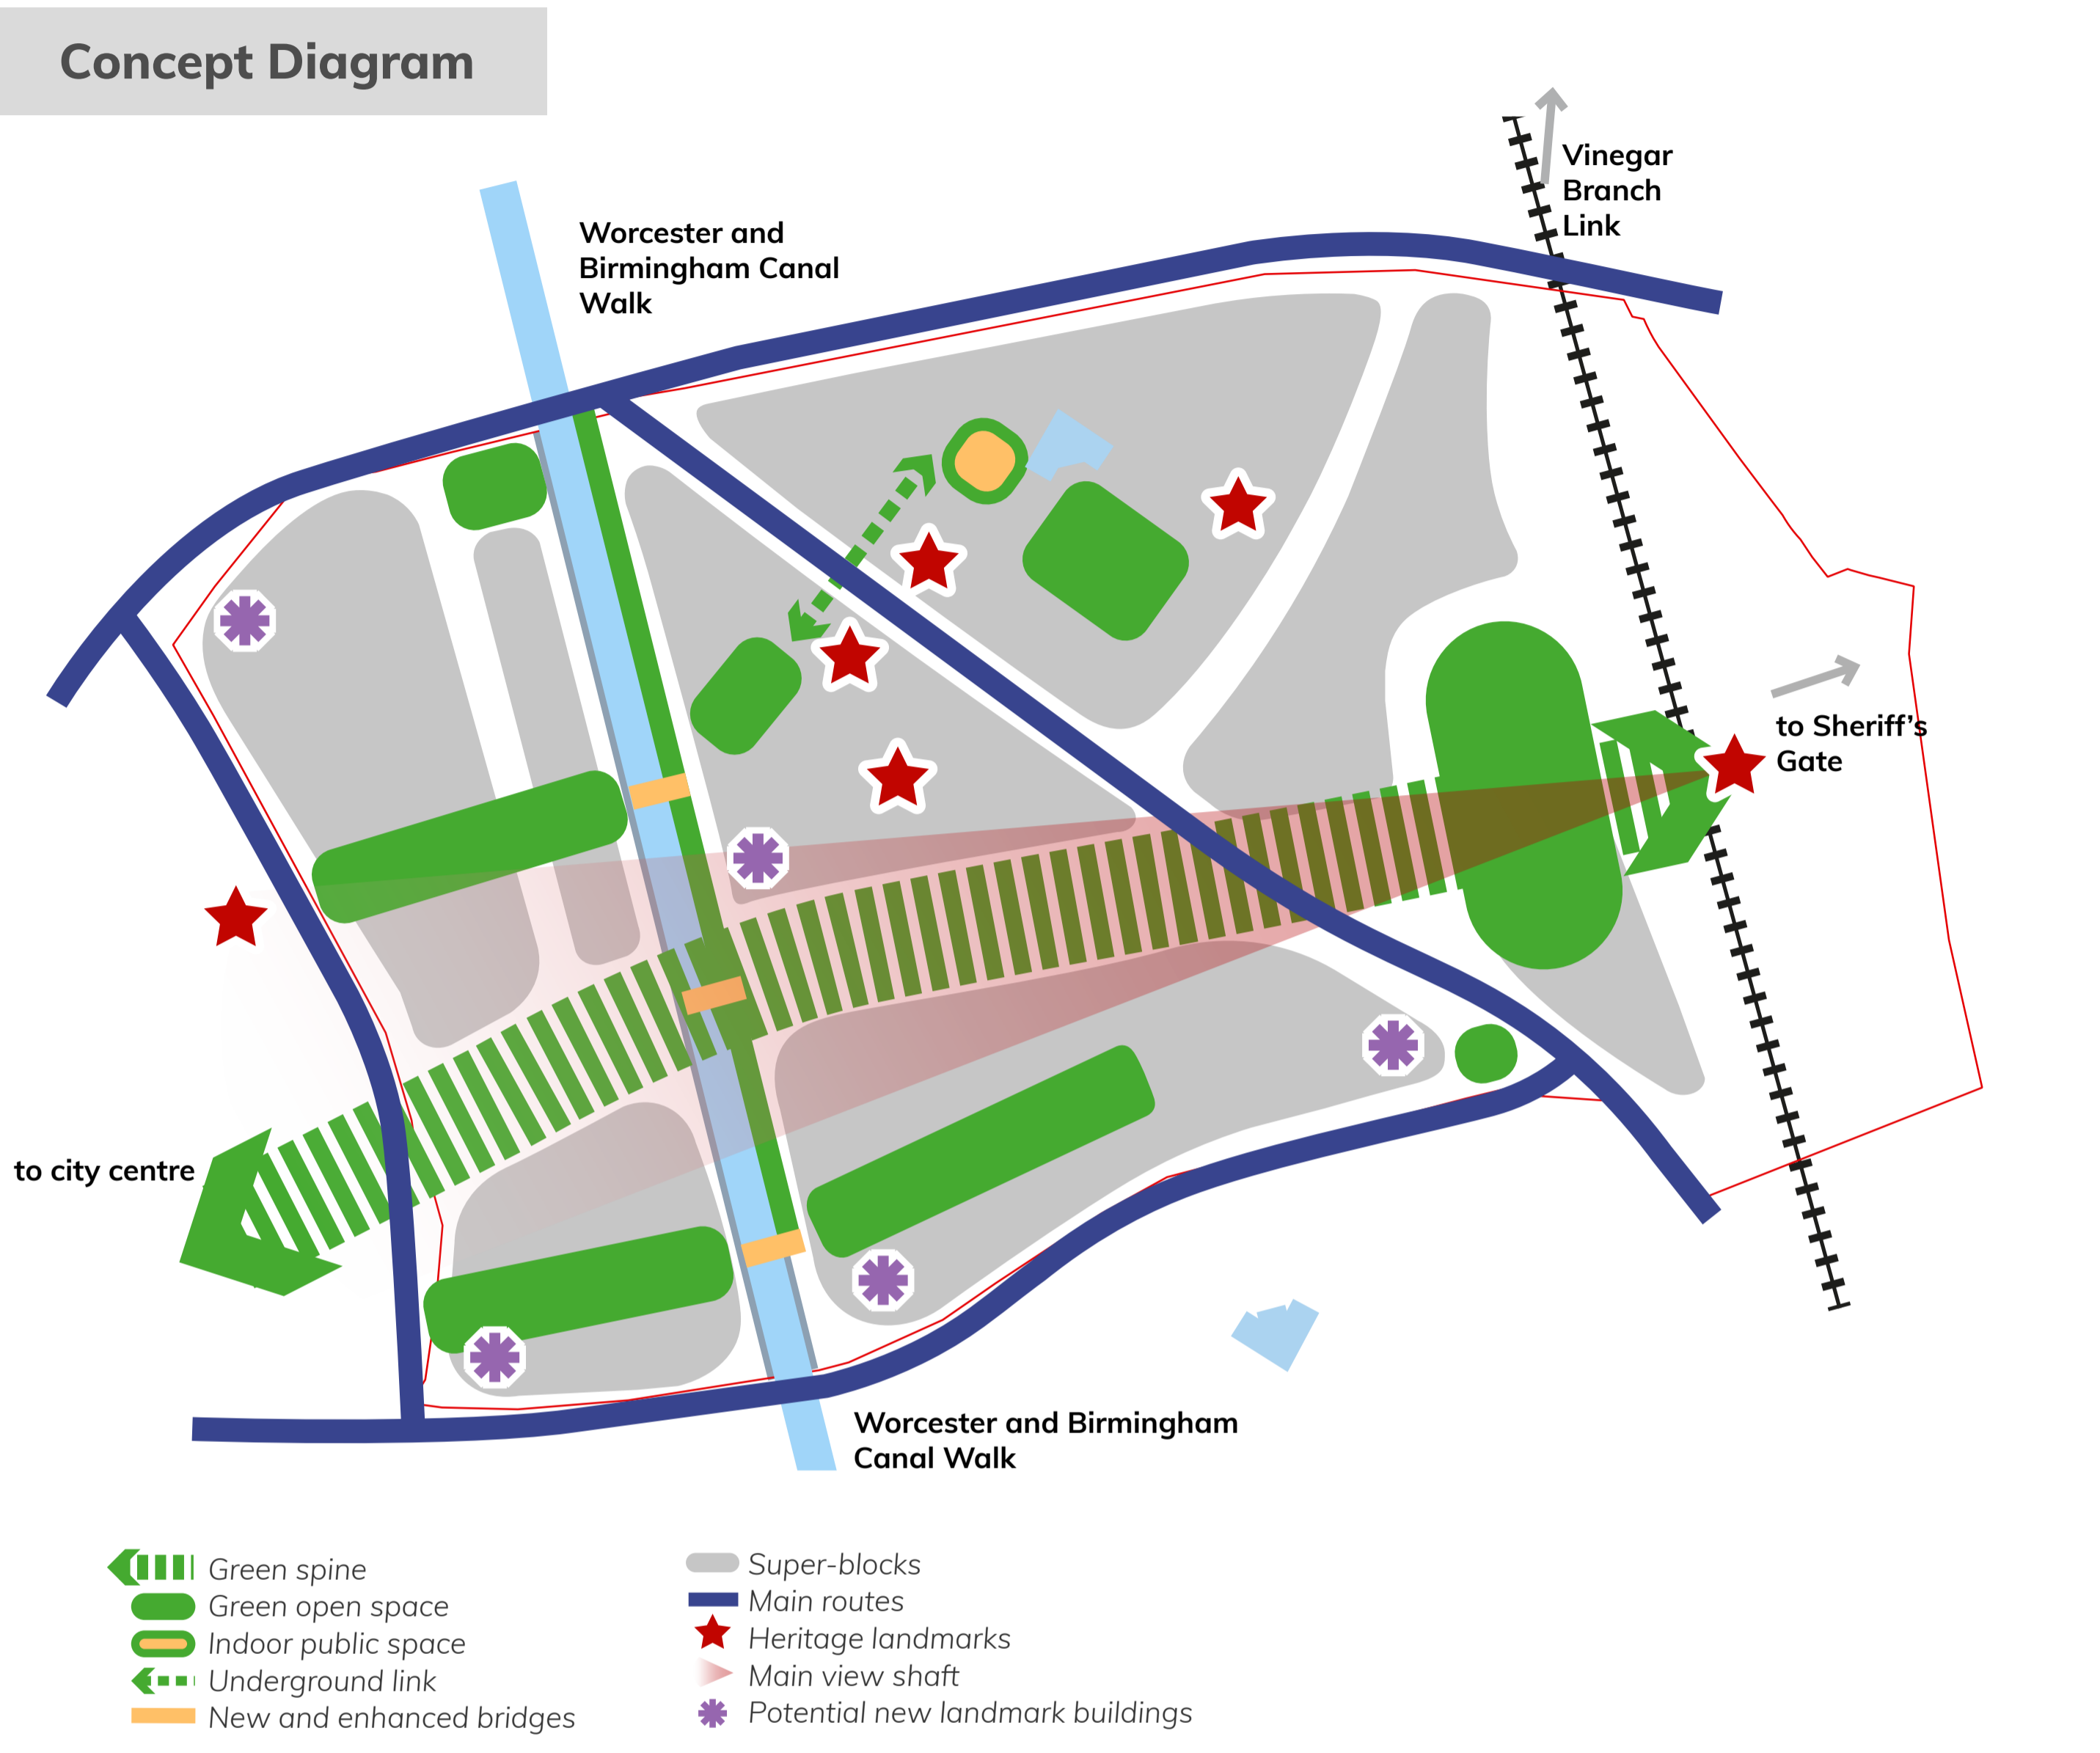 Concept Diagram
Vinegar
Branch
Link
Worcester and
Birmingham Canal
Walk
to Sheriff's
Gate
to city centre
Worcester and Birmingham
Canal Walk
Green spine
Green open space
Indoor public space
Underground link
New and enhanced bridges
Super-blocks
Main routes
Heritage landmarks
Main view shaft
Potential new landmark buildings